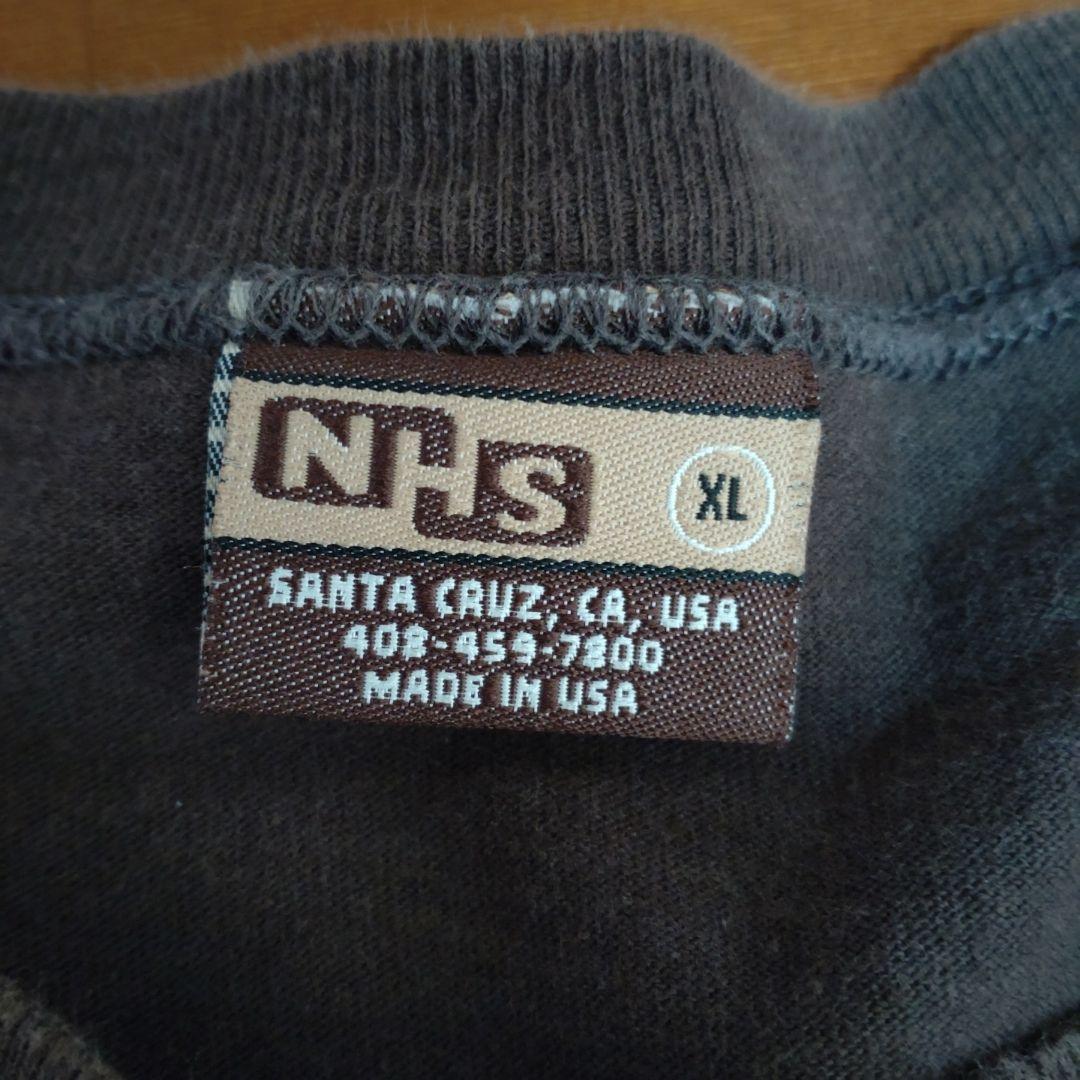 NHS XL
SANTA CRUZ, CA, USA
408-459-7800
MADE IN USA